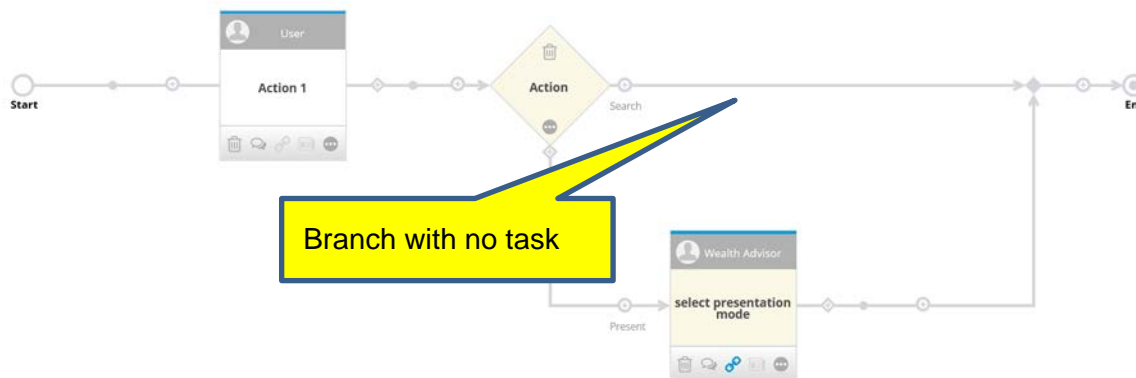 User
Action 1
Start
Action
Search
En
Branch with no task
Wealth Advisor
select presentation
mode
Present